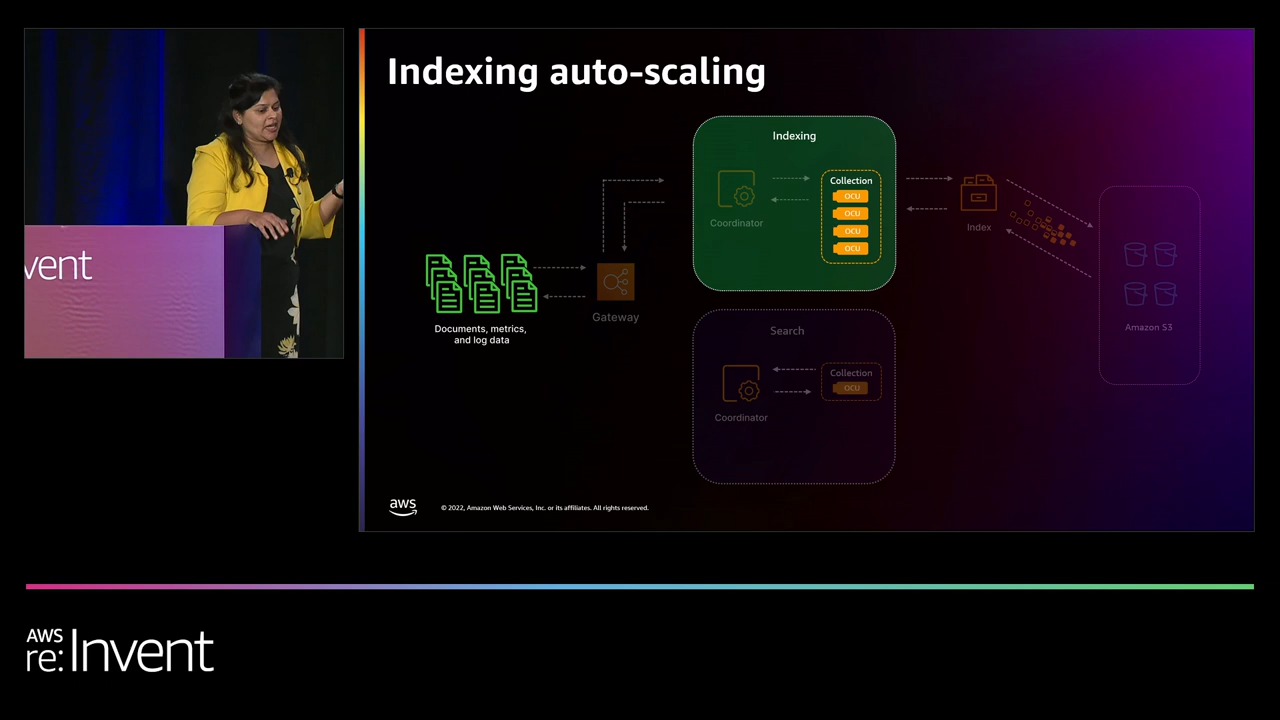 Indexing auto-scaling
Indexing
Coordinator
Collection
OCU
OCU
OCU
OCU
Index
Amazon S3
Documents, metrics,
and log data
Gateway
Search
Coordinator
Collection
OCU
vent
aws
© 2022, Amazon Web Services, Inc. or its affiliates. All rights reserved.
AWS
re:Invent